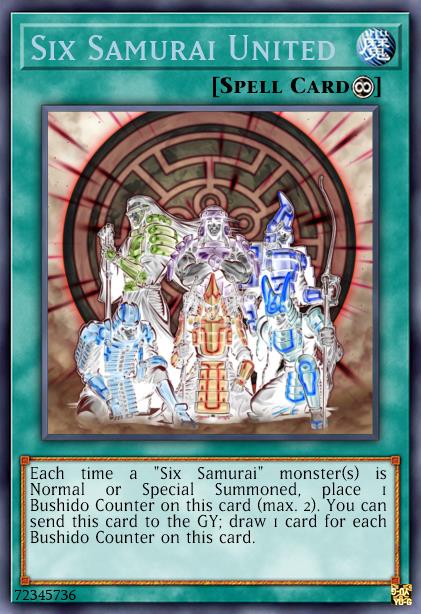 Six Samurai United
魔
[Spell Card∞]
Each time a "Six Samurai" monster(s) is
Normal or Special Summoned, place 1
Bushido Counter on this card (max. 2). You can
send this card to the GY; draw 1 card for each
Bushido Counter on this card.
72345736